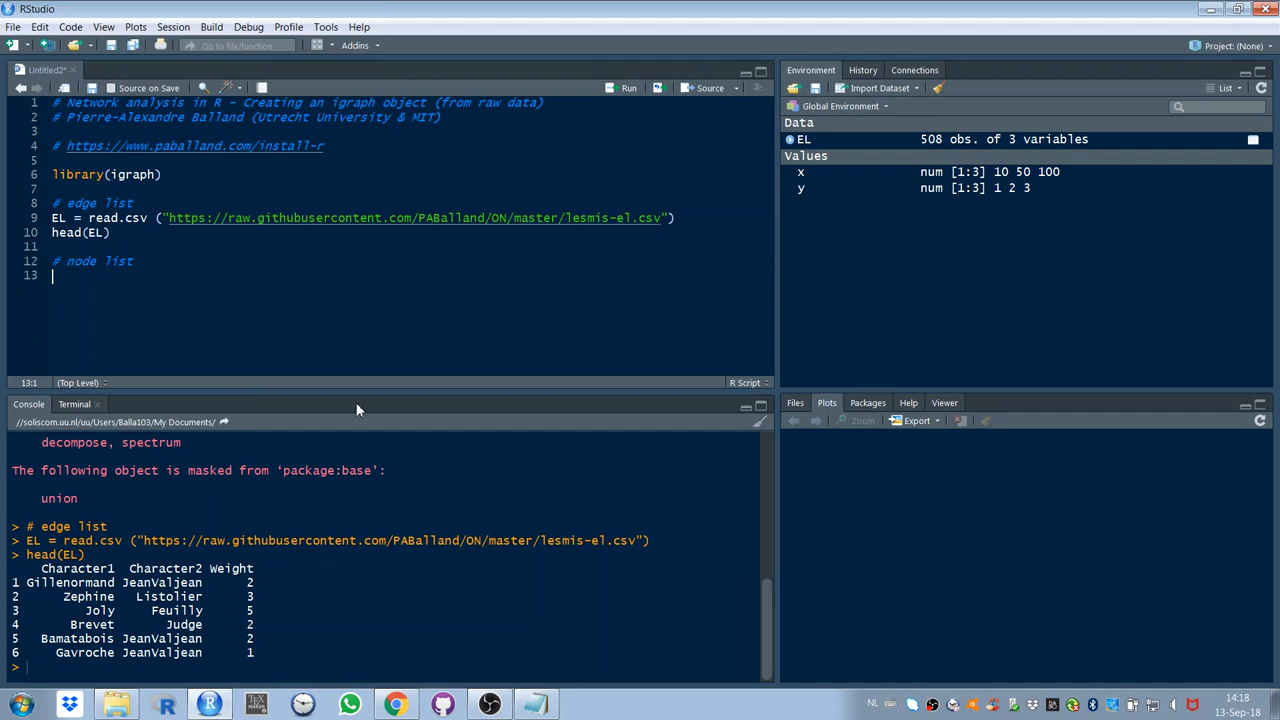 RStudio
File Edit Code View Plots Session Build Debug Profile Tools Help
Go to file/function Addins Project: (None)
Untitled2*
Source on Save Run Source
1 # Network analysis in R - Creating an igraph object (from raw data)
2 # Pierre-Alexandre Balland (Utrecht University & MIT)
3
4 # https://www.paballand.com/install-r
5
6 library(igraph)
7
8 # edge list
9 EL = read.csv ("https://raw.githubusercontent.com/PABalland/ON/master/lesmis-el.csv")
10 head(EL)
11
12 # node list
13
13:1 (Top Level) R Script
Console Terminal
//soliscom.uu.nl/uu/Users/Balla103/My Documents/
decompose, spectrum
The following object is masked from ‘package:base’:
union
> # edge list
> EL = read.csv ("https://raw.githubusercontent.com/PABalland/ON/master/lesmis-el.csv")
> head(EL)
Character1 Character2 Weight
1 Gillenormand JeanValjean 2
2 Zephine Listolier 3
3 Joly Feuilly 5
4 Brevet Judge 2
5 Bamatabois JeanValjean 2
6 Gavroche JeanValjean 1
>
Environment History Connections
Import Dataset List
Global Environment
Data
EL 508 obs. of 3 variables
Values
x num [1:3] 10 50 100
y num [1:3] 1 2 3
Files Plots Packages Help Viewer
Zoom Export
NL
14:18
13-Sep-18